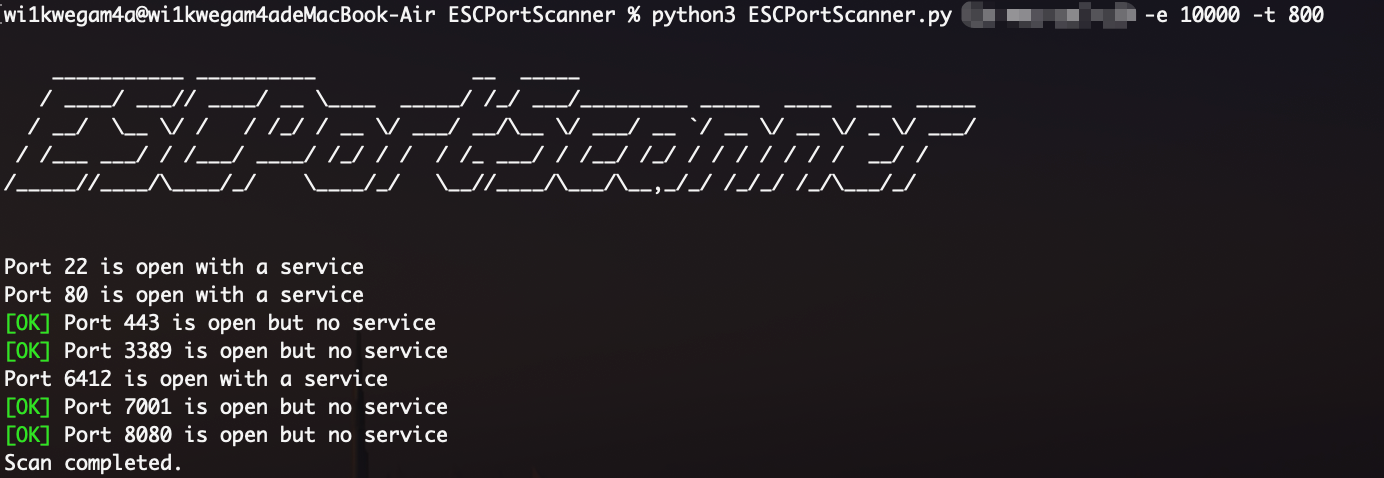 wi1kwegam4a@wi1kwegam4adeMacBook-Air ESCPortScanner % python3 ESCPortScanner.py -e 10000 -t 800
ESCPortScanner
Port 22 is open with a service
Port 80 is open with a service
[OK] Port 443 is open but no service
[OK] Port 3389 is open but no service
Port 6412 is open with a service
[OK] Port 7001 is open but no service
[OK] Port 8080 is open but no service
Scan completed.